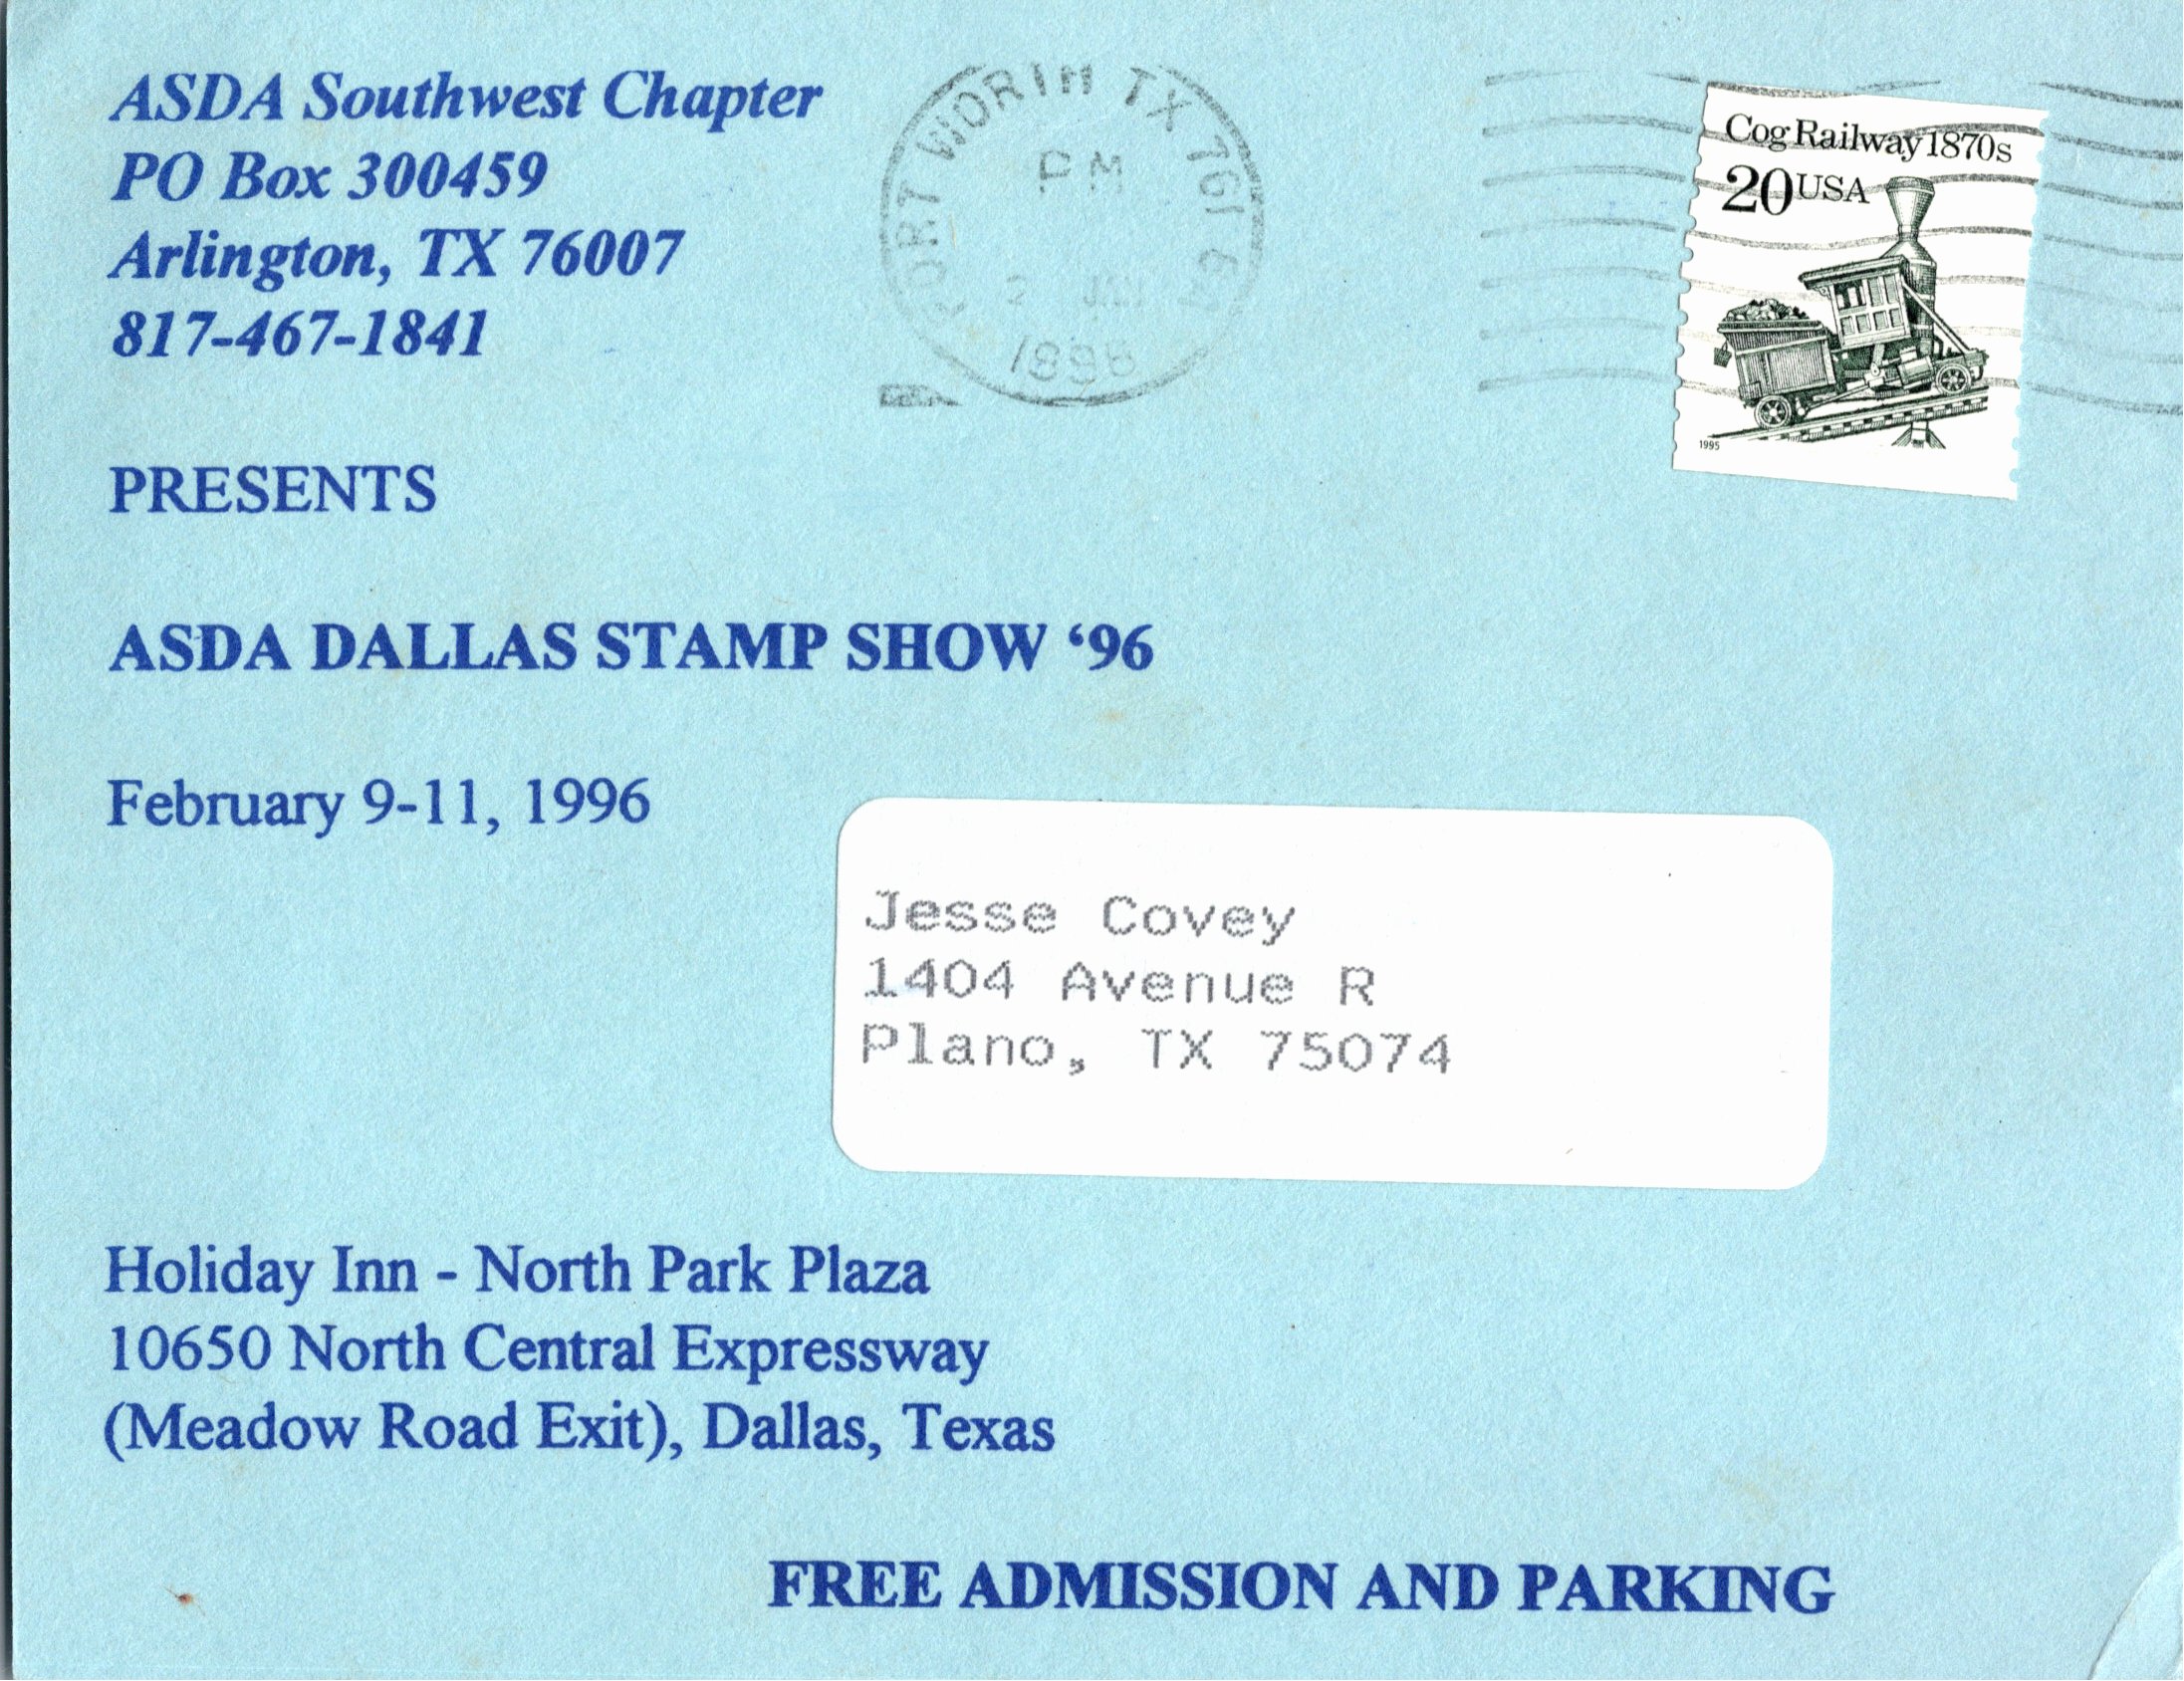 ASDA Southwest Chapter
PO Box 300459
Arlington, TX 76007
817-467-1841
FORT WORTH TX 761
PM
1996
Cog Railway 1870s
20 USA
1995
PRESENTS
ASDA DALLAS STAMP SHOW ‘96
February 9-11, 1996
Jesse Covey
1404 Avenue R
Plano, TX 75074
Holiday Inn - North Park Plaza
10650 North Central Expressway
(Meadow Road Exit), Dallas, Texas
FREE ADMISSION AND PARKING